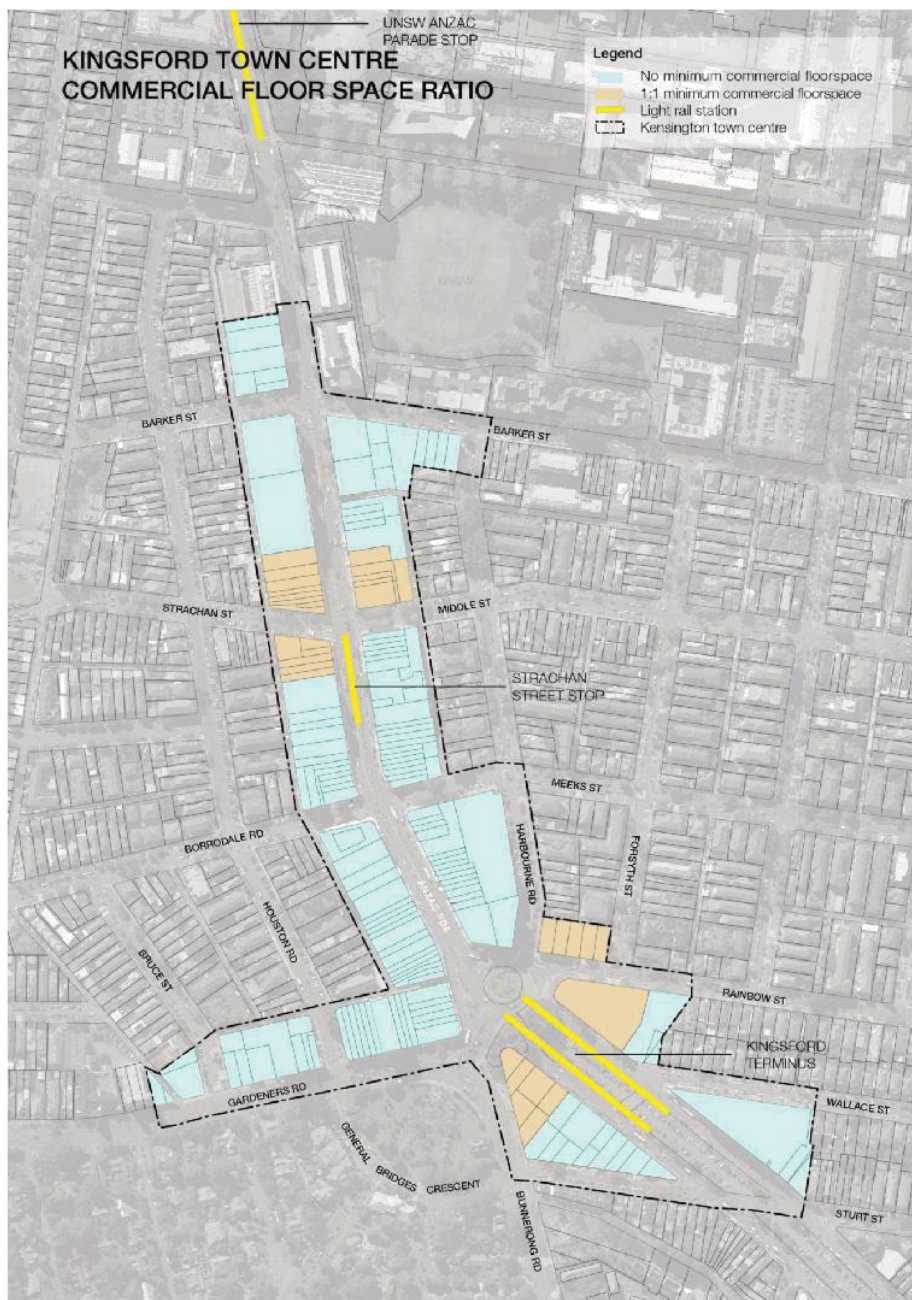 UNSW ANZAC
PARADE STOP
KINGSFORD TOWN CENTRE
COMMERCIAL FLOOR SPACE RATIO
Legend
No minimum commercial floorspace
1:1 minimum commercial floorspace
Light rail station
Kensington town centre
UNSW
BARKER ST
BARKER ST
STRACHAN ST
MIDDLE ST
STRACHAN
STREET STOP
MEEKS ST
BORRODALE RD
HARBOURNE RD
FORSYTH ST
ANZAC PDE
HOUSTON RD
BRUCE ST
RAINBOW ST
KINGSFORD
TERMINUS
GARDENERS RD
WALLACE ST
GENERAL BRIDGES CRESCENT
BUNNERONG RD
STURT ST